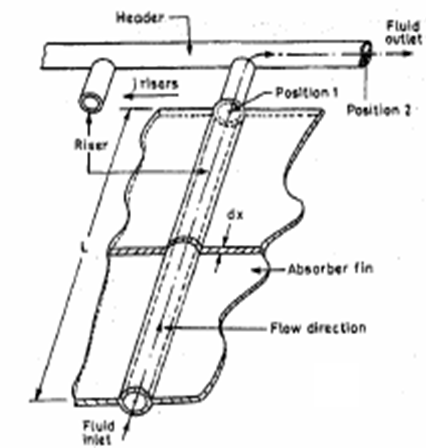 Header
Fluid
outlet
j risers
Position 1
Position 2
Riser
dx
L
Absorber fin
Flow direction
Fluid
inlet